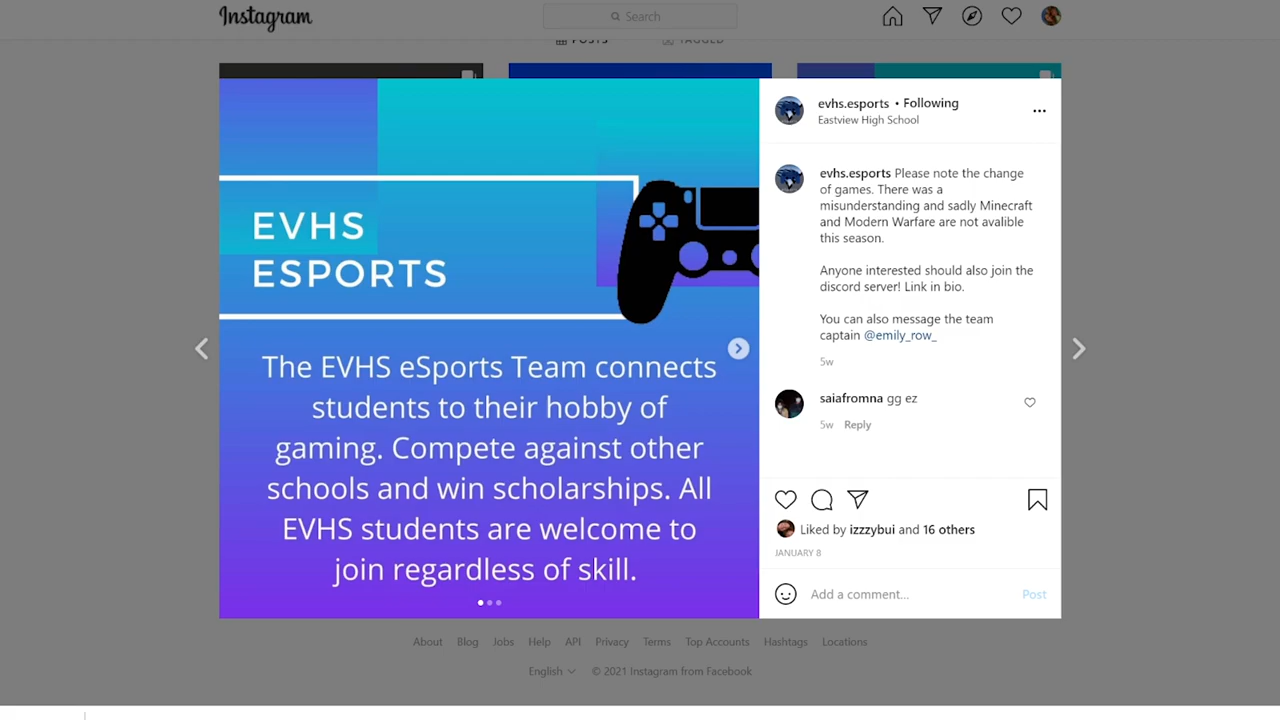 Instagram
Search
POSTS
TAGGED
EVHS
ESPORTS
The EVHS eSports Team connects
students to their hobby of
gaming. Compete against other
schools and win scholarships. All
EVHS students are welcome to
join regardless of skill.
evhs.esports • Following
Eastview High School
evhs.esports Please note the change
of games. There was a
misunderstanding and sadly Minecraft
and Modern Warfare are not avalible
this season.
Anyone interested should also join the
discord server! Link in bio.
You can also message the team
captain @emily_row_
5w
saiafromna gg ez
5w Reply
Liked by izzzybui and 16 others
JANUARY 8
Add a comment... Post
About Blog Jobs Help API Privacy Terms Top Accounts Hashtags Locations
English © 2021 Instagram from Facebook